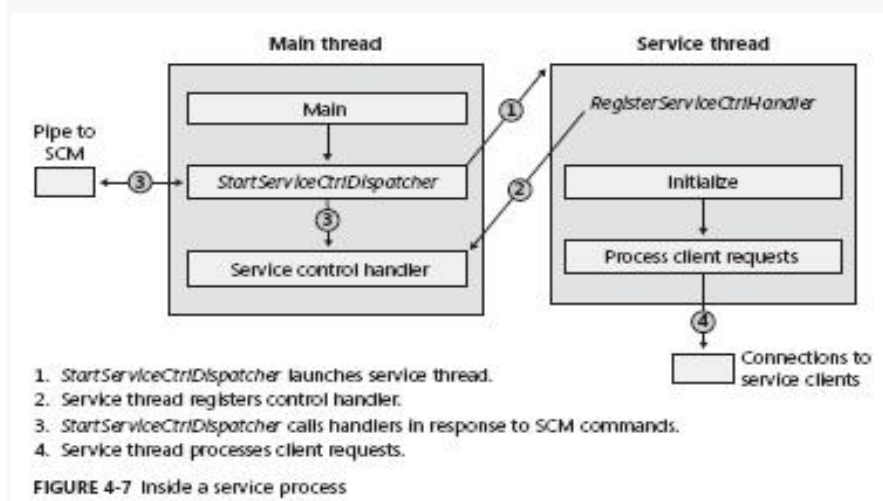 Main thread
Service thread
Main
1
RegisterServiceCtrlHandler
Pipe to
SCM
3
StartServiceCtrlDispatcher
2
Initialize
3
Service control handler
Process client requests
4
Connections to
service clients
1. StartServiceCtrlDispatcher launches service thread.
2. Service thread registers control handler.
3. StartServiceCtrlDispatcher calls handlers in response to SCM commands.
4. Service thread processes client requests.
FIGURE 4-7 Inside a service process